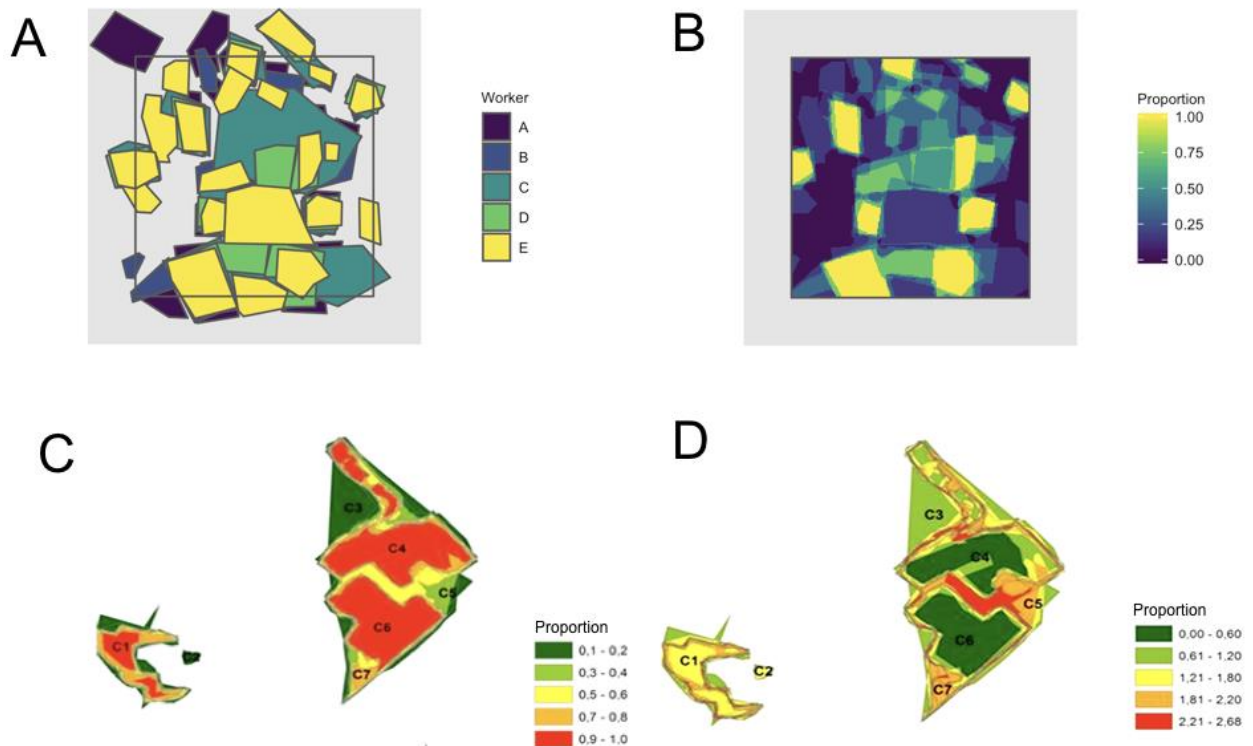 A
B
Worker
A
B
C
D
E
Proportion
1.00
0.75
0.50
0.25
0.00
C
D
C3
C4
C5
C6
C7
C1
Proportion
0,1 - 0,2
0,3 - 0,4
0,5 - 0,6
0,7 - 0,8
0,9 - 1,0
C3
C4
C5
C6
C7
C1
C2
Proportion
0,00 - 0,60
0,61 - 1,20
1,21 - 1,80
1,81 - 2,20
2,21 - 2,68